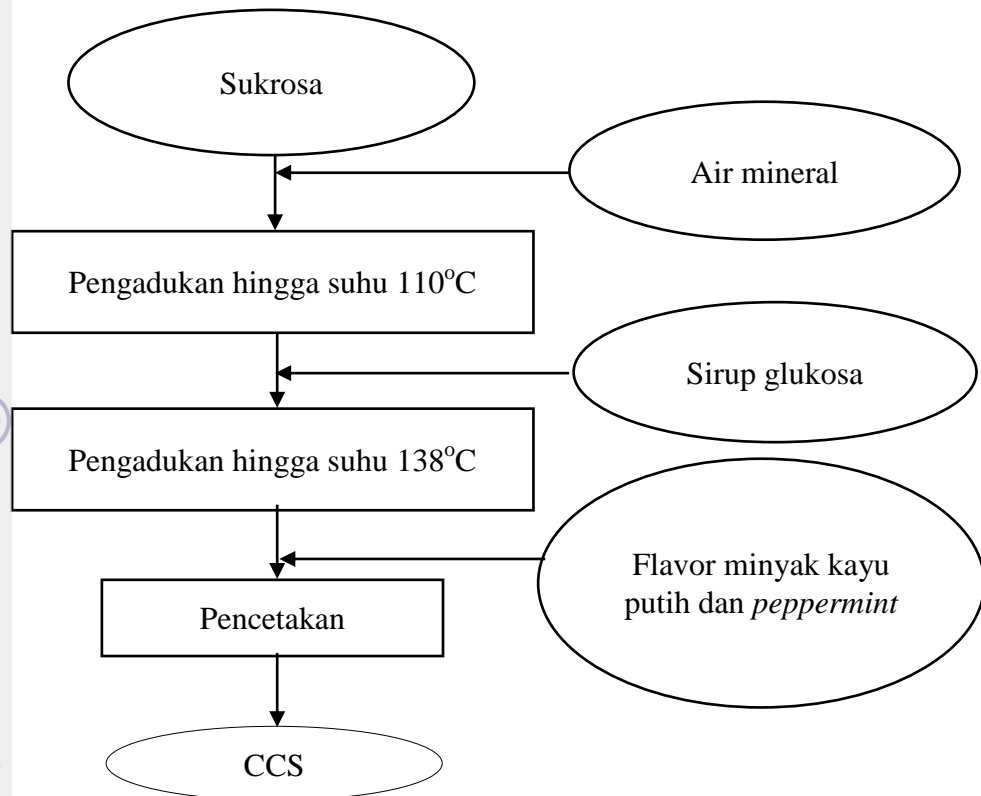 Sukrosa
Air mineral
Pengadukan hingga suhu 110°C
Sirup glukosa
Pengadukan hingga suhu 138°C
Flavor minyak kayu
putih dan peppermint
Pencetakan
CCS